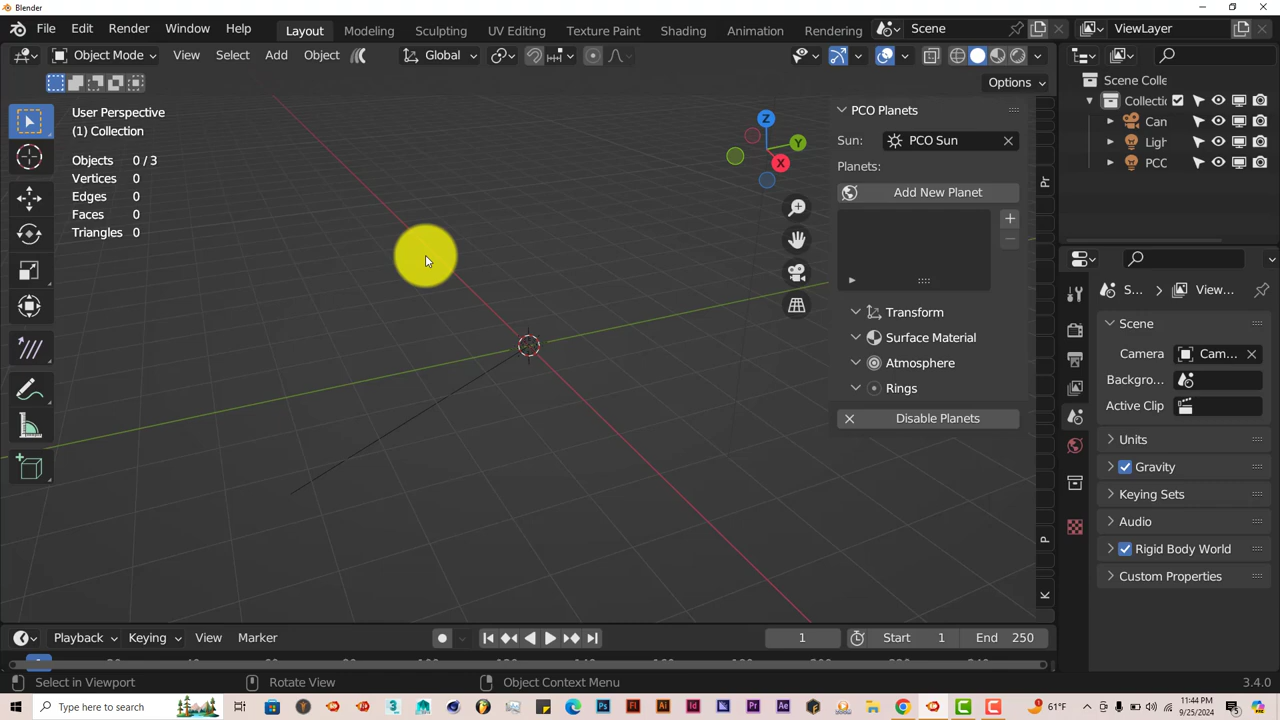 Blender
File Edit Render Window Help Layout Modeling Sculpting UV Editing Texture Paint Shading Animation Rendering Scene ViewLayer
Object Mode View Select Add Object Global
Options
User Perspective
(1) Collection
Objects 0 / 3
Vertices 0
Edges 0
Faces 0
Triangles 0
Z
Y
X
PCO Planets
Sun: PCO Sun
Planets:
Add New Planet
Transform
Surface Material
Atmosphere
Rings
Disable Planets
Pr
P
K
Scene Colle
Collecti
Can
Ligh
PCC
S... View...
Scene
Camera Cam...
Backgro...
Active Clip
Units
Gravity
Keying Sets
Audio
Rigid Body World
Custom Properties
Playback Keying View Marker 1 Start 1 End 250
Select in Viewport Rotate View Object Context Menu 3.4.0
Type here to search 61°F 11:44 PM
9/25/2024